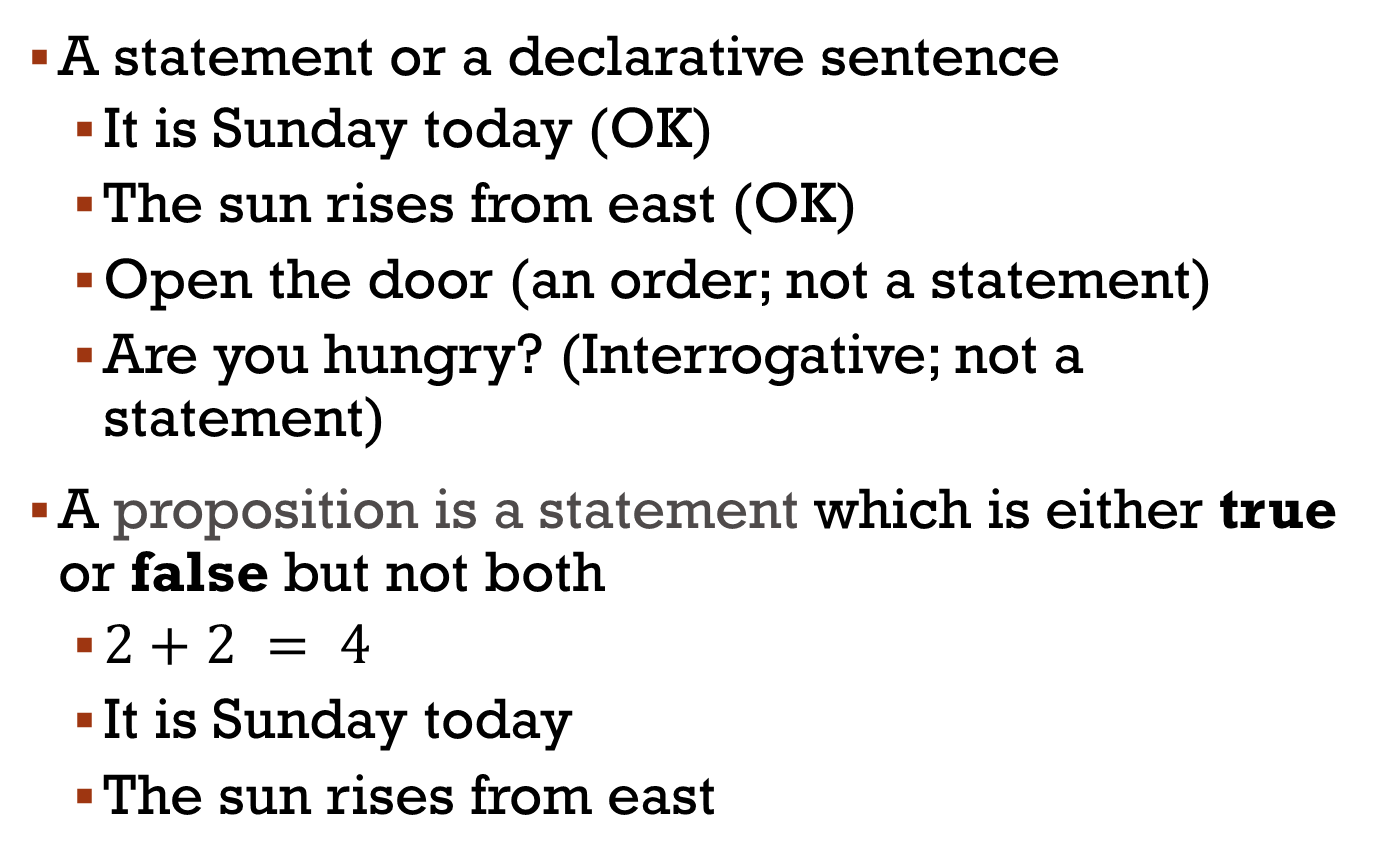 ▪A statement or a declarative sentence
▪It is Sunday today (OK)
▪The sun rises from east (OK)
▪Open the door (an order; not a statement)
▪Are you hungry? (Interrogative; not a
statement)
▪A proposition is a statement which is either true
or false but not both
▪2 + 2 = 4
▪It is Sunday today
▪The sun rises from east